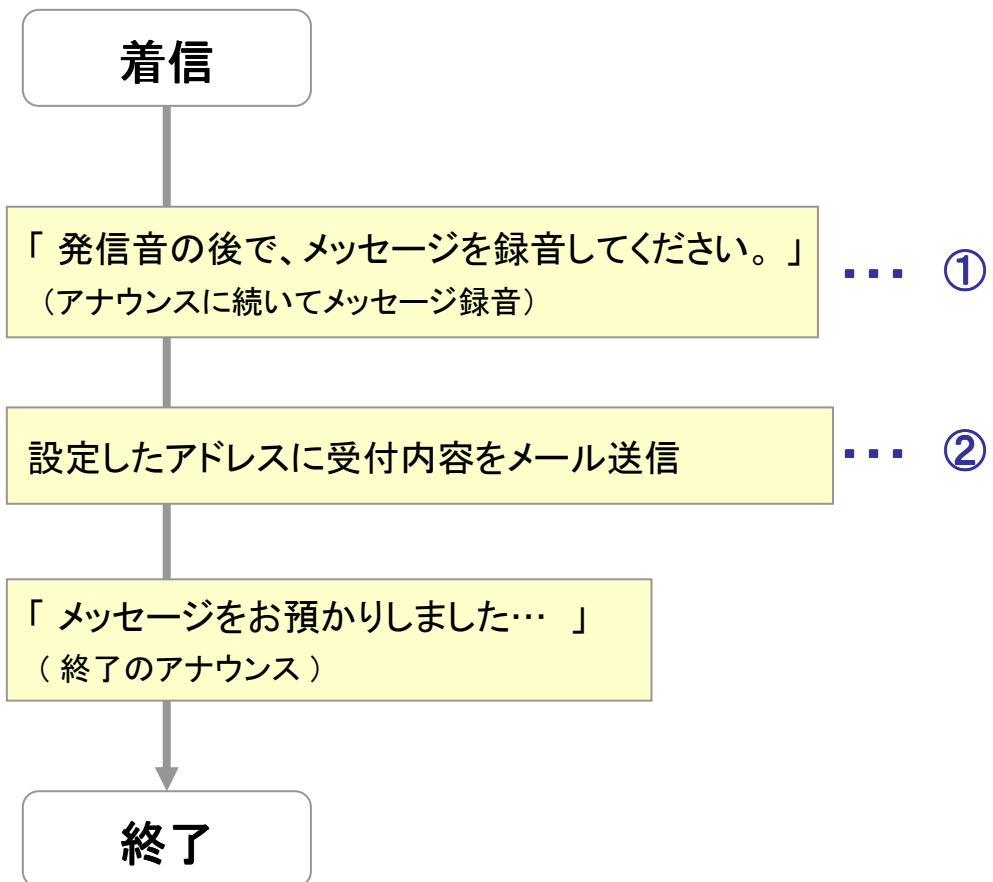 着信
「 発信音の後で、メッセージを録音してください。 」
（アナウンスに続いてメッセージ録音）
･･･ ①
設定したアドレスに受付内容をメール送信
･･･ ②
「 メッセージをお預かりしました… 」
（ 終了のアナウンス ）
終了